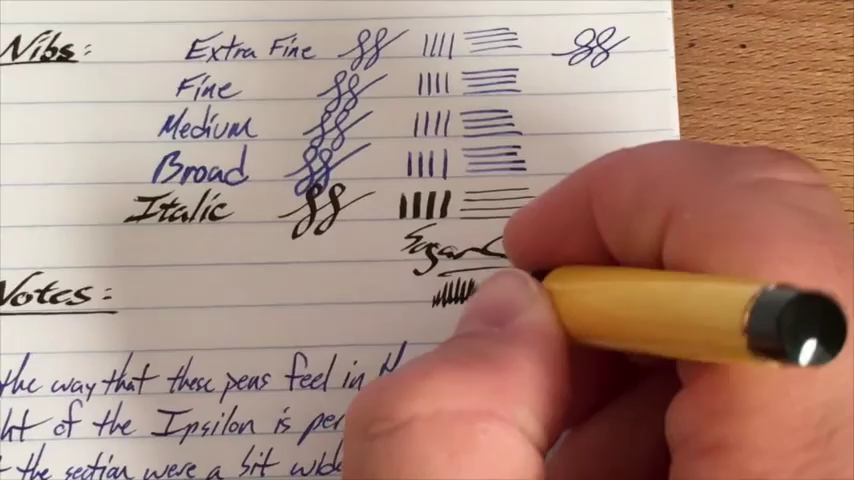 Nibs: Extra Fine
Fine
Medium
Broad
Italic
Notes:
the way that these pens feel in
of the Ipsilon is
the section were a bit